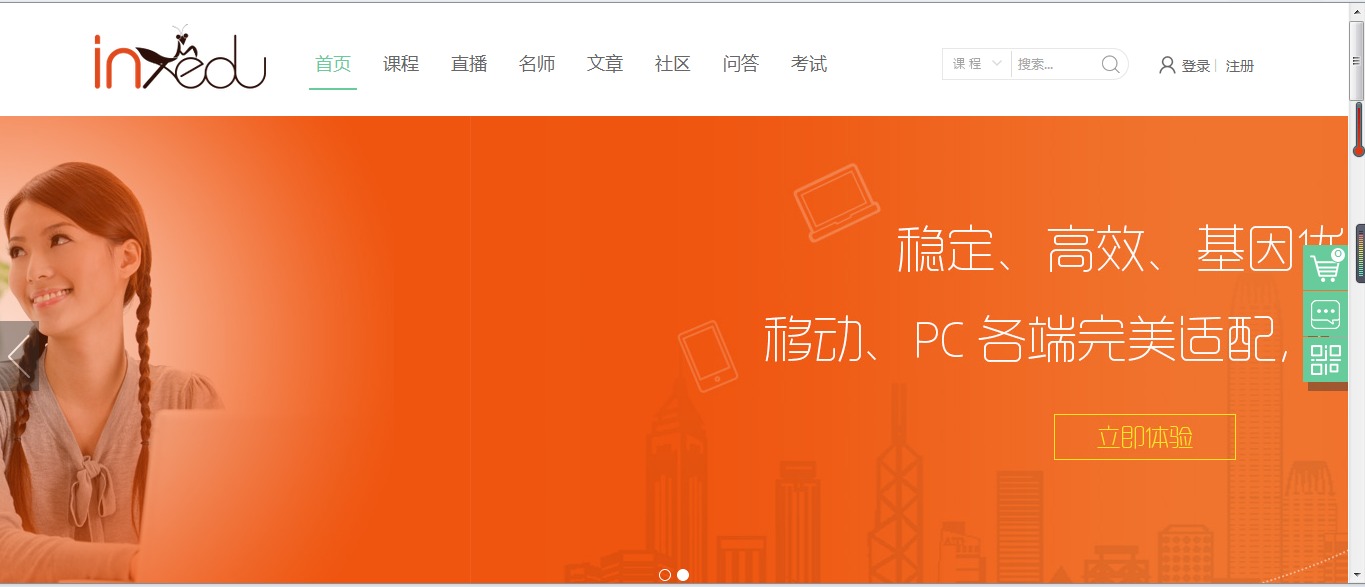 inxedu
首页 课程 直播 名师 文章 社区 问答 考试
课程 搜索... 登录 | 注册
稳定、高效、基因优
0
移动、PC 各端完美适配,
立即体验